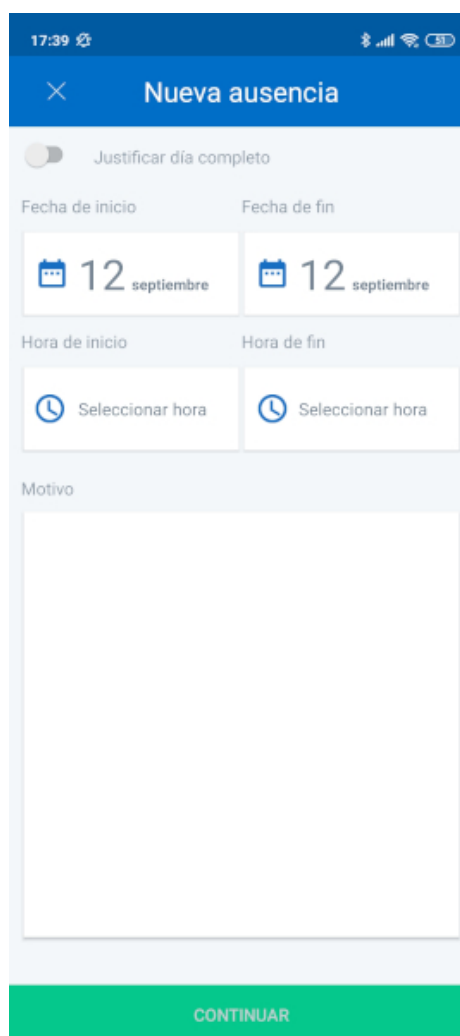 17:39 51
Nueva ausencia
Justificar día completo
Fecha de inicio Fecha de fin
12 septiembre 12 septiembre
Hora de inicio Hora de fin
Seleccionar hora Seleccionar hora
Motivo
CONTINUAR